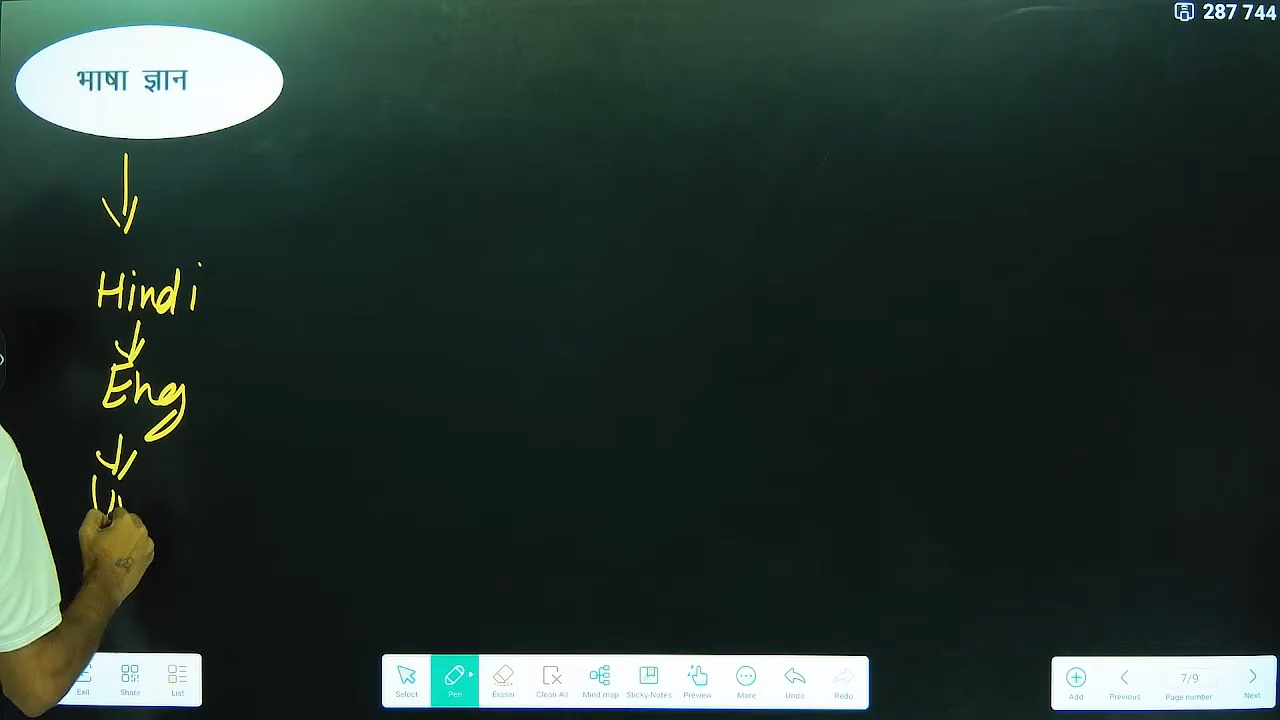 287 744
भाषा ज्ञान
Hindi
Eng
Exit
Share
List
Select
Pen
Eraser
Clean All
Mind map
Sticky-Notes
Preview
More
Undo
Redo
Add
Previous
7/9
Page number
Next